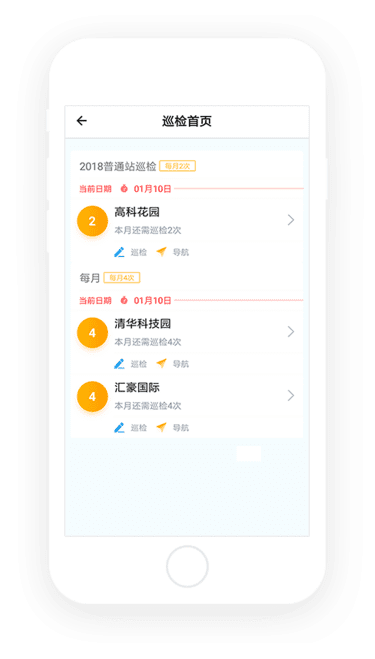 巡检首页
2018普通站巡检 每月2次
当前日期 01月10日
2 高科花园
本月还需巡检2次
巡检 导航
每月 每月4次
当前日期 01月10日
4 清华科技园
本月还需巡检4次
巡检 导航
4 汇豪国际
本月还需巡检4次
巡检 导航